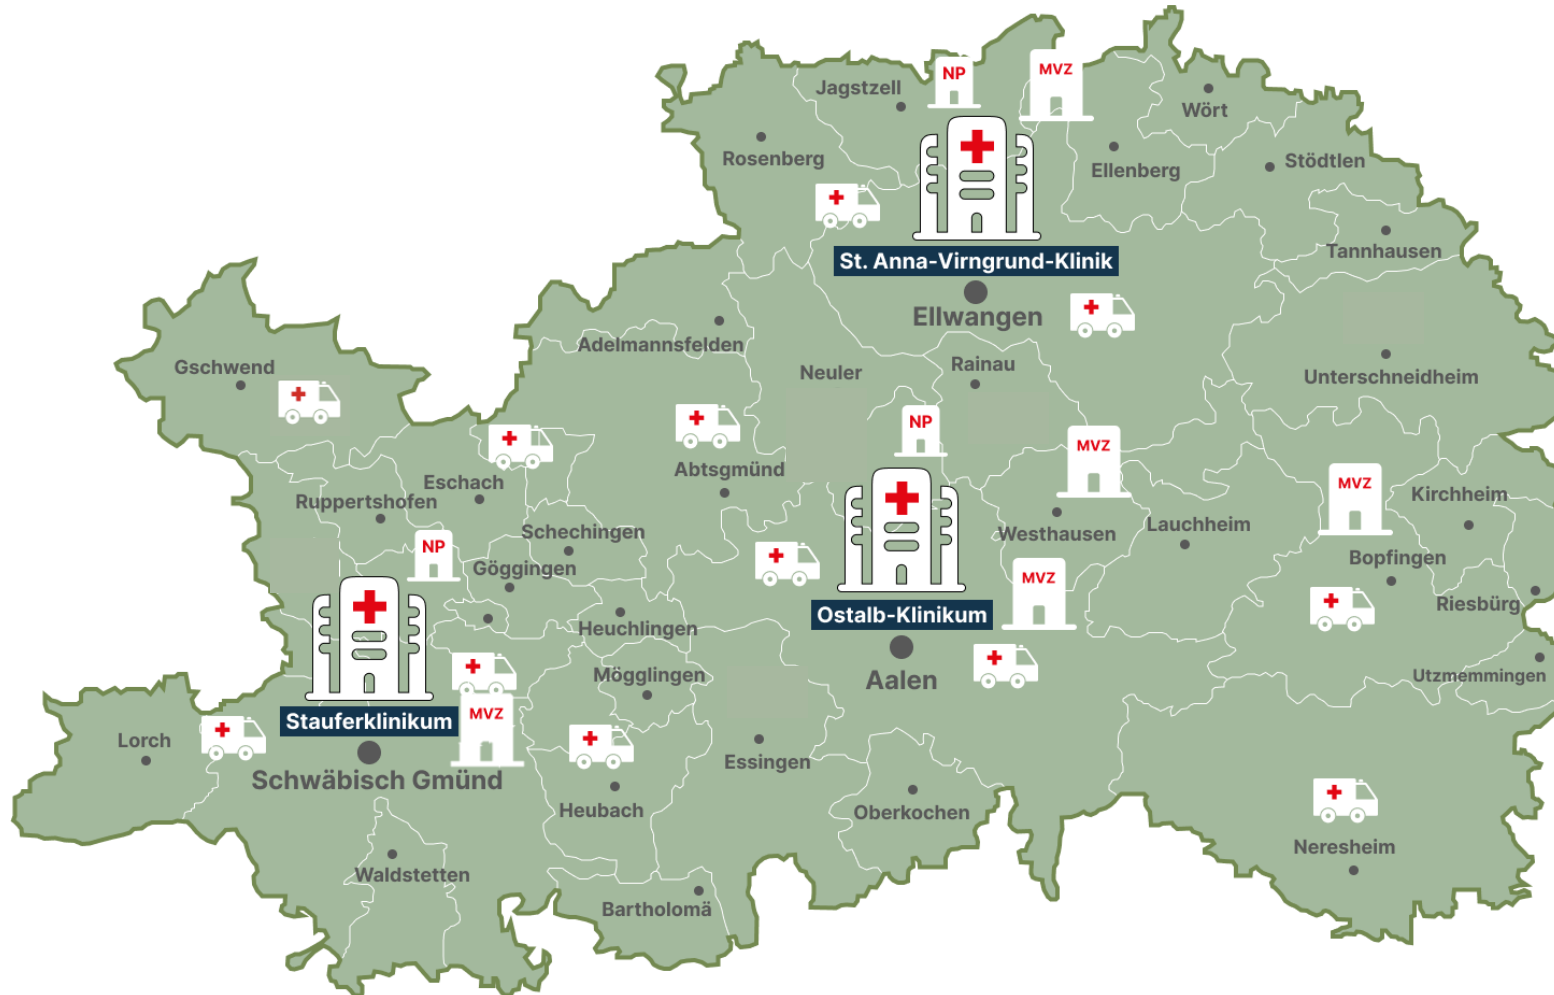 NP
MVZ
Jagstzell
Wört
Rosenberg
Ellenberg
Stödtlen
St. Anna-Virngrund-Klinik
Tannhausen
Ellwangen
Adelmannsfelden
Neuler
Rainau
Gschwend
Unterschneidheim
NP
MVZ
Abtsgmünd
Eschach
Ruppertshofen
MVZ
Kirchheim
Schechingen
Westhausen
Lauchheim
NP
Göggingen
Bopfingen
MVZ
Riesbürg
Ostalb-Klinikum
Heuchlingen
Aalen
Mögglingen
Utzmemmingen
Stauferklinikum
MVZ
Lorch
Schwäbisch Gmünd
Essingen
Heubach
Oberkochen
Neresheim
Waldstetten
Bartholomä